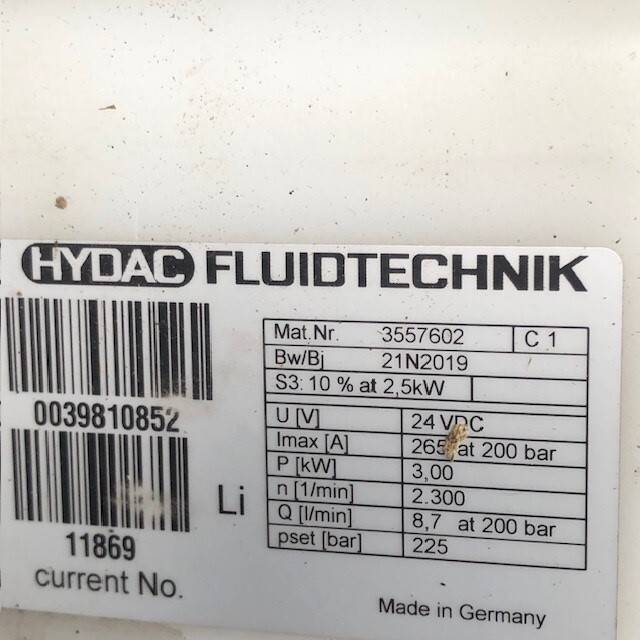 HYDAC FLUIDTECHNIK
0039810852
11869
current No.
Li
Mat.Nr. 3557602 C 1
Bw/Bj 21N2019
S3: 10 % at 2,5kW
U [V] 24 VDC
Imax [A] 265 at 200 bar
P [kW] 3,00
n [1/min] 2.300
Q [l/min] 8,7 at 200 bar
pset [bar] 225
Made in Germany